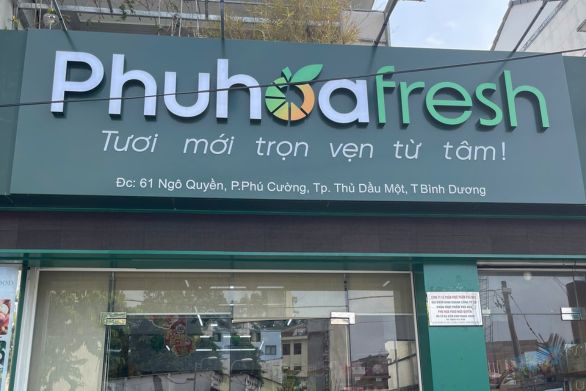 Phuhoafresh
Tươi mới trọn vẹn từ tâm!
Đc: 61 Ngô Quyền, P.Phú Cường, Tp. Thủ Dầu Một, T Bình Dương